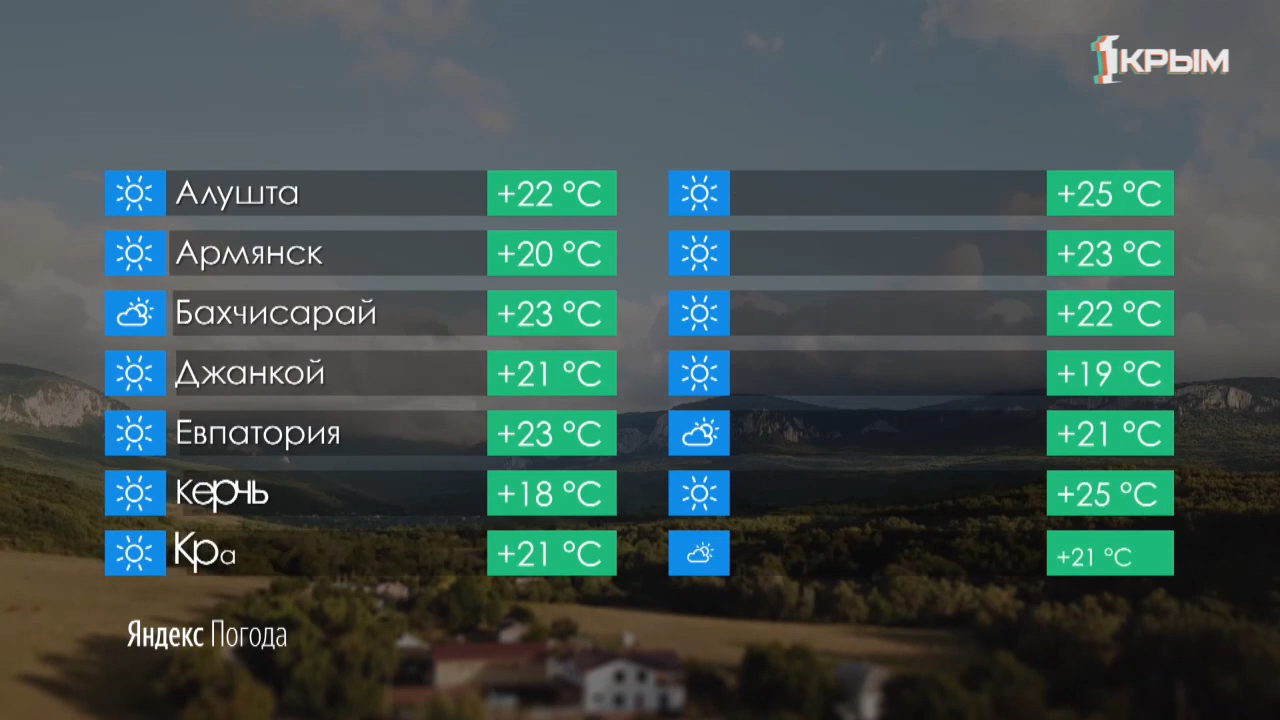 1КРЫМ
Алушта +22 °C
Армянск +20 °C
Бахчисарай +23 °C
Джанкой +21 °C
Евпатория +23 °C
Керчь +18 °C
Кра +21 °C
+25 °C
+23 °C
+22 °C
+19 °C
+21 °C
+25 °C
+21 °C
Яндекс Погода